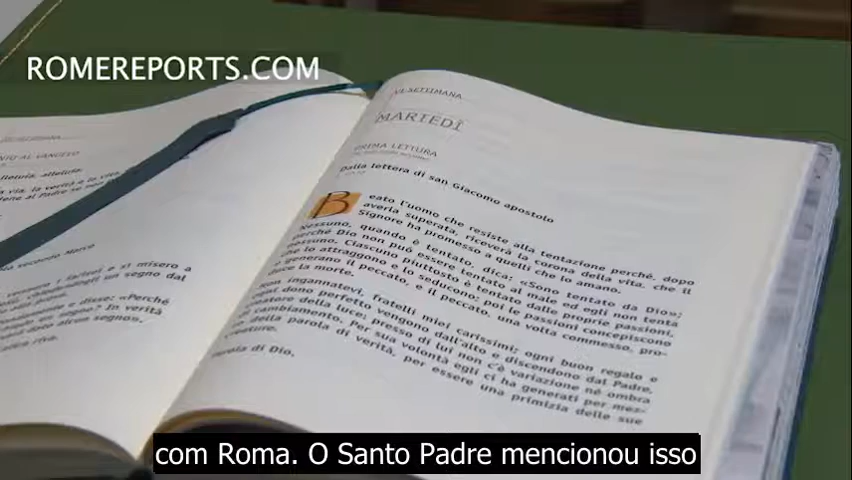 ROMEREPORTS.COM
VI SETTIMANA
MARTEDÌ
PRIMA LETTURA
Dalla lettera di san Giacomo apostolo
Beato l'uomo che resiste alla tentazione perché, dopo
averla superata, riceverà la corona della vita, che il
Signore ha promesso a quelli che lo amano.
Nessuno, quando è tentato, dica: «Sono tentato da Dio»;
perché Dio non può essere tentato al male ed egli non tenta
nessuno. Ciascuno piuttosto è tentato dalle proprie passioni,
che lo attraggono e lo seducono; poi le passioni concepiscono
e generano il peccato, e il peccato, una volta commesso, pro-
duce la morte.
Non ingannatevi, fratelli miei carissimi; ogni buon regalo e
ogni dono perfetto vengono dall'alto e discendono dal Padre,
creatore della luce: presso di lui non c'è variazione né ombra
di cambiamento. Per sua volontà egli ci ha generati per mez-
zo della parola di verità, per essere una primizia delle sue
creature.
Parola di Dio.
com Roma. O Santo Padre mencionou isso